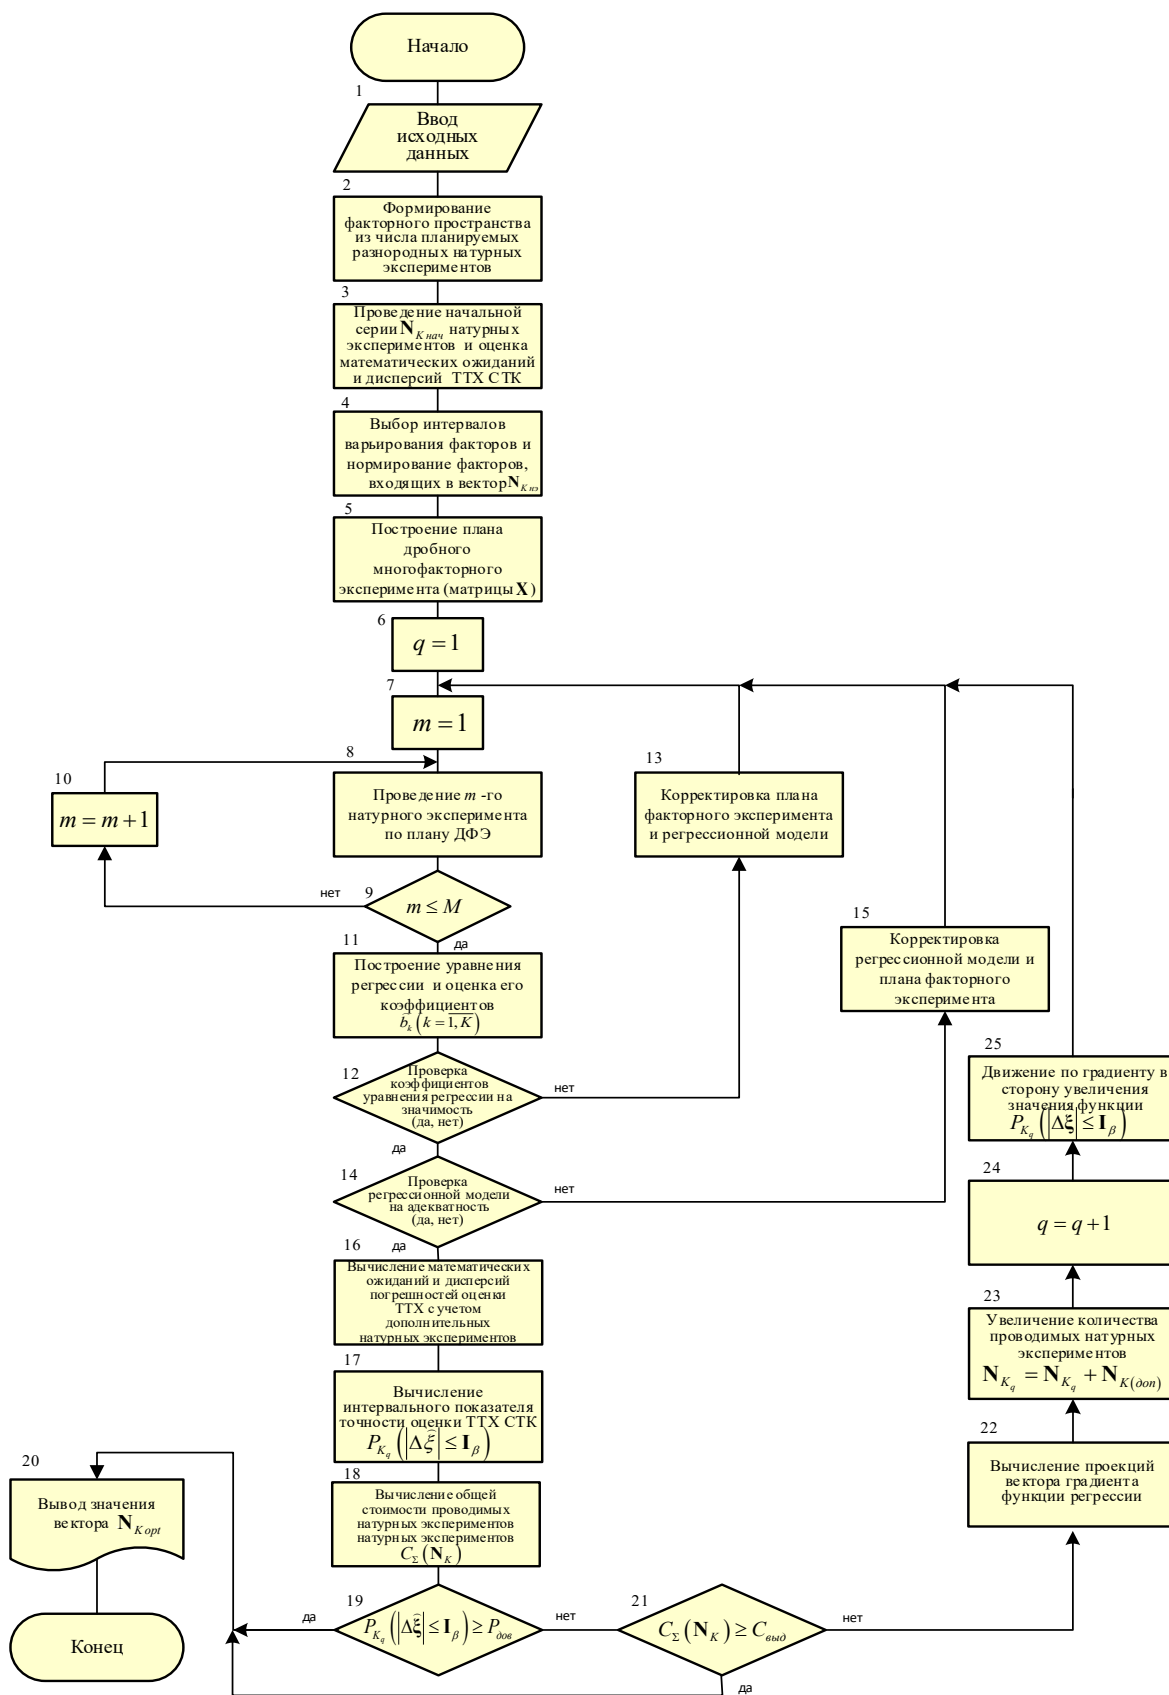 Начало
1
Ввод
исходных
данных
2
Формирование
факторного пространства
из числа планируемых
разнородных натурных
экспериментов
3
Проведение начальной
серии N_{K нач} натурных
экспериментов и оценка
математических ожиданий
и дисперсий ТТХ СТК
4
Выбор интервалов
варьирования факторов и
нормирование факторов,
входящих в вектор N_{K нэ}
5
Построение плана
дробного
многофакторного
эксперимента (матрицы X)
6
q = 1
7
m = 1
8
Проведение m -го
натурного эксперимента
по плану ДФЭ
10
m = m + 1
нет
9
m ≤ M
да
11
Построение уравнения
регрессии и оценка его
коэффициентов
b_k (k = \overline{1, K})
12
Проверка
коэффициентов
уравнения регрессии на
значимость
(да, нет)
нет
да
13
Корректировка плана
факторного эксперимента
и регрессионной модели
14
Проверка
регрессионной модели
на адекватность
(да, нет)
нет
да
15
Корректировка
регрессионной модели и
плана факторного
эксперимента
16
Вычисление математических
ожиданий и дисперсий
погрешностей оценки
ТТХ с учетом
дополнительных
натурных экспериментов
17
Вычисление
интервального показателя
точности оценки ТТХ СТК
P_{K_q} (|Δ\hat{ξ}| ≤ I_β)
18
Вычисление общей
стоимости проводимых
натурных экспериментов
натурных экспериментов
C_Σ (N_K)
19
P_{K_q} (|Δ\hat{ξ}| ≤ I_β) ≥ P_{дов}
да
нет
20
Вывод значения
вектора N_{K opt}
Конец
21
C_Σ (N_K) ≥ C_{выд}
нет
да
22
Вычисление проекций
вектора градиента
функции регрессии
23
Увеличение количества
проводимых натурных
экспериментов
N_{K_q} = N_{K_q} + N_{K(доп)}
24
q = q + 1
25
Движение по градиенту в
сторону увеличения
значения функции
P_{K_q} (|Δ\hat{ξ}| ≤ I_β)